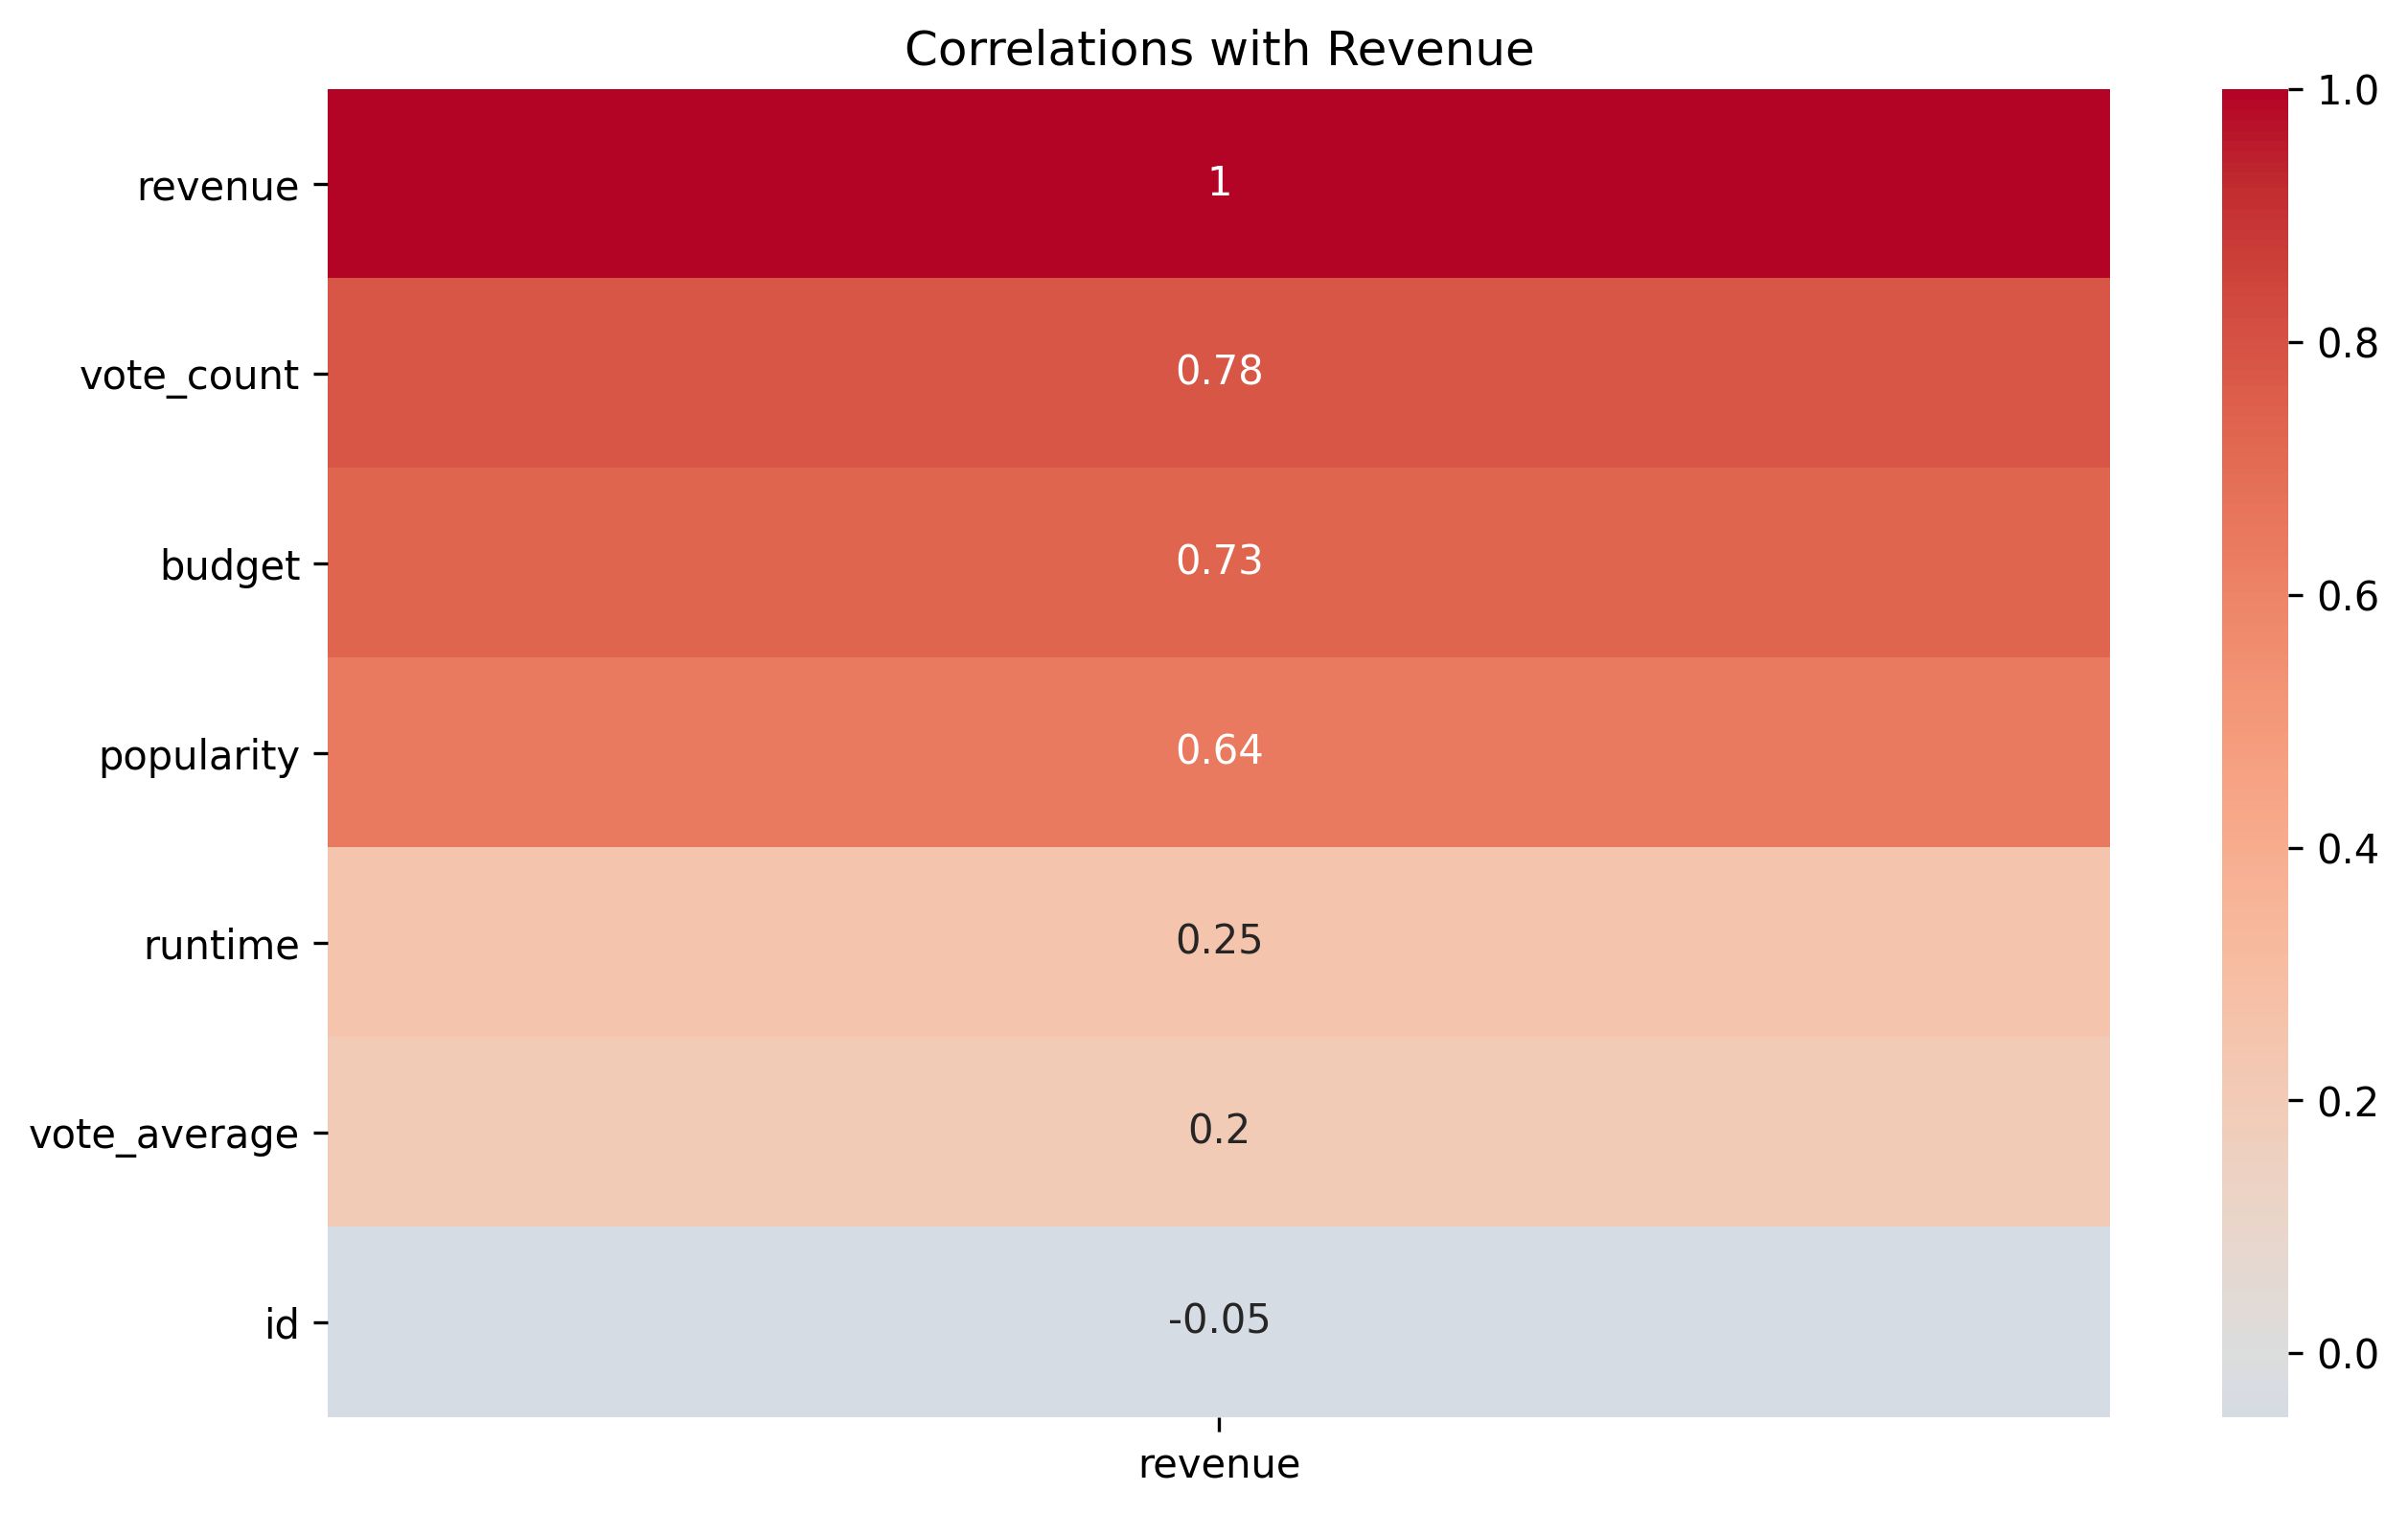 Correlations with Revenue
revenue
1
vote_count
0.78
budget
0.73
popularity
0.64
runtime
0.25
vote_average
0.2
id
-0.05
revenue
1.0
0.8
0.6
0.4
0.2
0.0